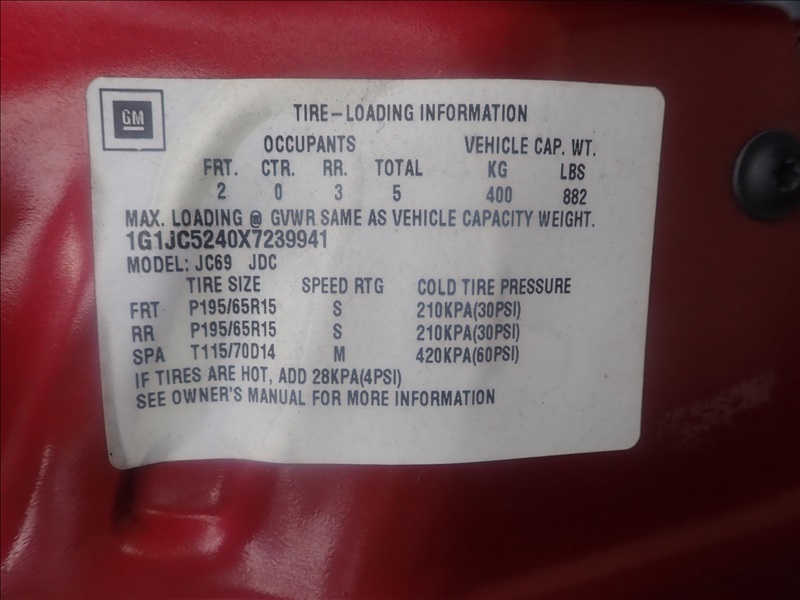 GM
TIRE-LOADING INFORMATION
OCCUPANTS VEHICLE CAP. WT.
FRT. CTR. RR. TOTAL KG LBS
2 0 3 5 400 882
MAX. LOADING @ GVWR SAME AS VEHICLE CAPACITY WEIGHT.
1G1JC5240X7239941
MODEL: JC69 JDC
TIRE SIZE SPEED RTG COLD TIRE PRESSURE
FRT P195/65R15 S 210KPA(30PSI)
RR P195/65R15 S 210KPA(30PSI)
SPA T115/70D14 M 420KPA(60PSI)
IF TIRES ARE HOT, ADD 28KPA(4PSI)
SEE OWNER'S MANUAL FOR MORE INFORMATION